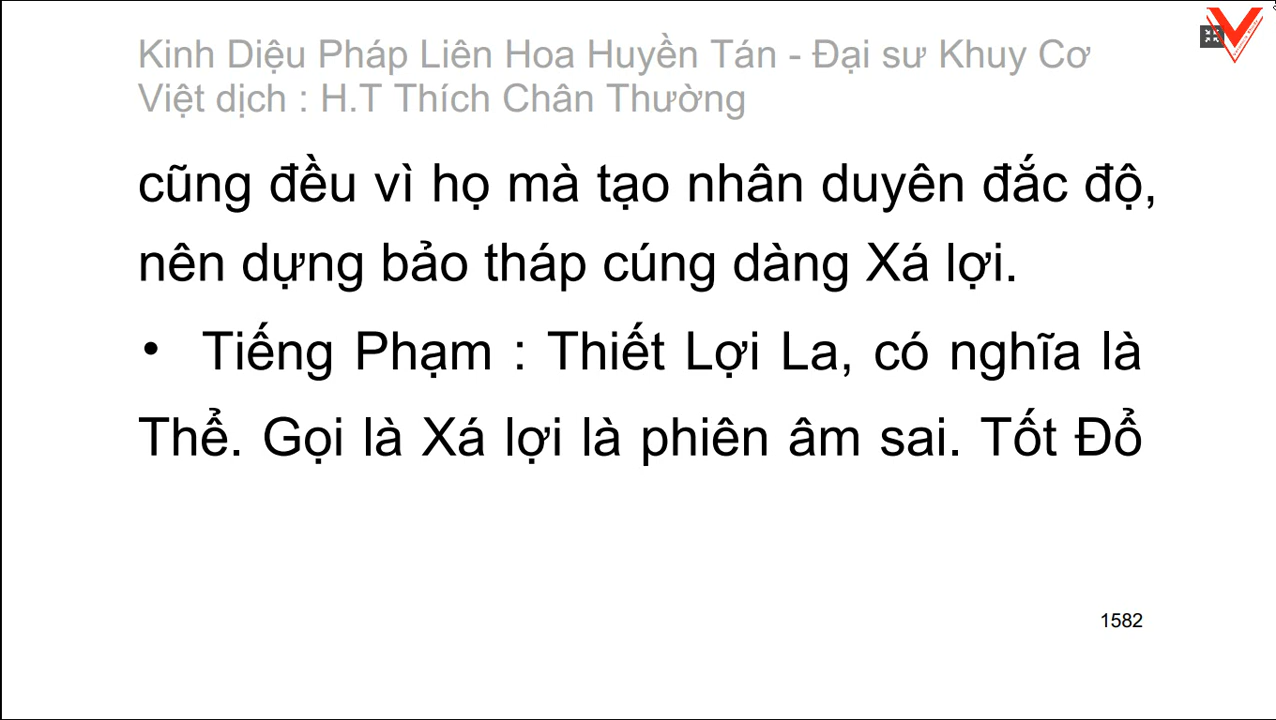 Kinh Diệu Pháp Liên Hoa Huyền Tán - Đại sư Khuy Cơ
Việt dịch : H.T Thích Chân Thường
cũng đều vì họ mà tạo nhân duyên đắc độ,
nên dựng bảo tháp cúng dàng Xá lợi.
• Tiếng Phạm : Thiết Lợi La, có nghĩa là
Thể. Gọi là Xá lợi là phiên âm sai. Tốt Đổ
1582